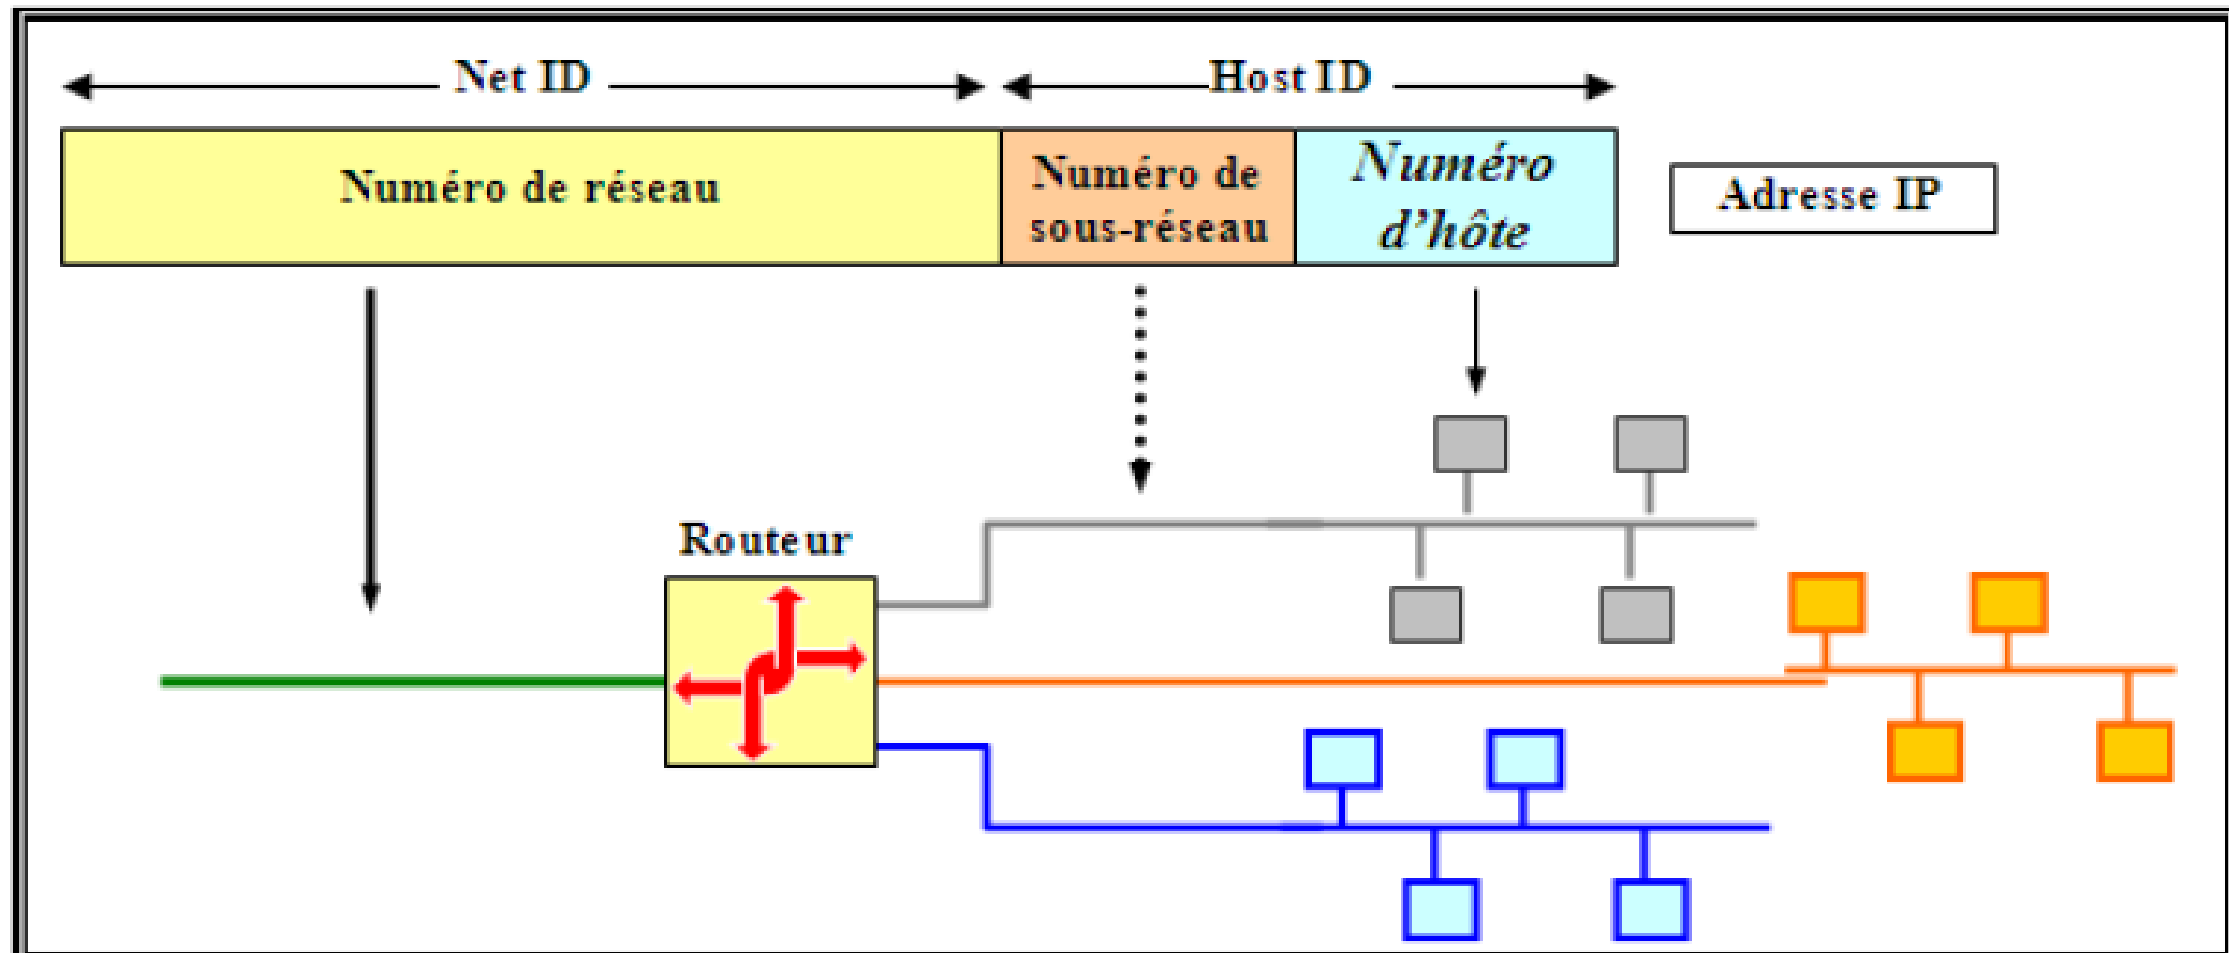 Net ID
Host ID
Numéro de réseau
Numéro de
sous-réseau
Numéro
d'hôte
Adresse IP
Routeur